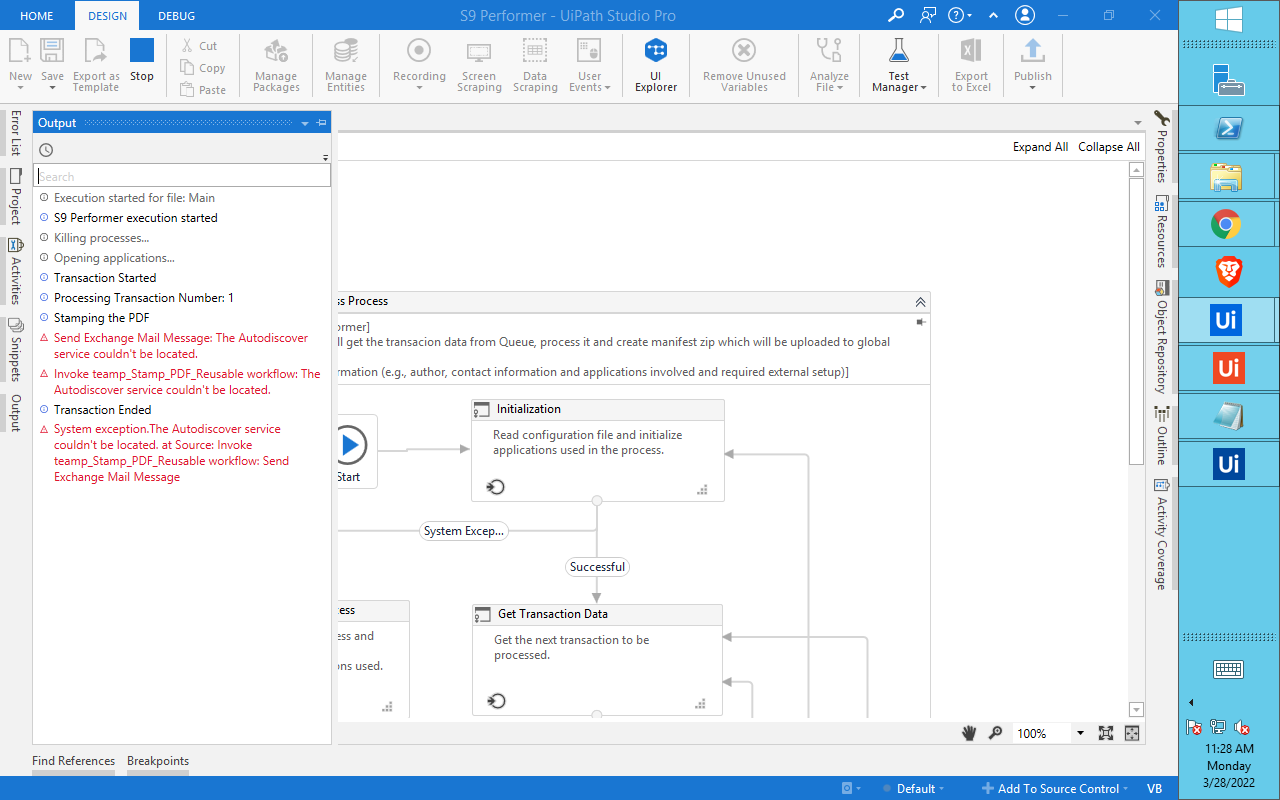 HOME
DESIGN
DEBUG
S9 Performer - UiPath Studio Pro
New
Save
Export as
Template
Stop
Cut
Copy
Paste
Manage
Packages
Manage
Entities
Recording
Screen
Scraping
Data
Scraping
User
Events
UI
Explorer
Remove Unused
Variables
Analyze
File
Test
Manager
Export
to Excel
Publish
Error List
Project
Activities
Snippets
Output
Output
Search
Execution started for file: Main
S9 Performer execution started
Killing processes...
Opening applications...
Transaction Started
Processing Transaction Number: 1
Stamping the PDF
Send Exchange Mail Message: The Autodiscover
service couldn't be located.
Invoke teamp_Stamp_PDF_Reusable workflow: The
Autodiscover service couldn't be located.
Transaction Ended
System exception.The Autodiscover service
couldn't be located. at Source: Invoke
teamp_Stamp_PDF_Reusable workflow: Send
Exchange Mail Message
Expand All
Collapse All
ss Process
ormer]
ll get the transacion data from Queue, process it and create manifest zip which will be uploaded to global
rmation (e.g., author, contact information and applications involved and required external setup)]
Start
Initialization
Read configuration file and initialize
applications used in the process.
System Excep...
Successful
ess
ess and
ons used.
Get Transaction Data
Get the next transaction to be
processed.
100%
Properties
Resources
Object Repository
Outline
Activity Coverage
Find References
Breakpoints
Default
Add To Source Control
VB
Ui
Ui
Ui
11:28 AM
Monday
3/28/2022